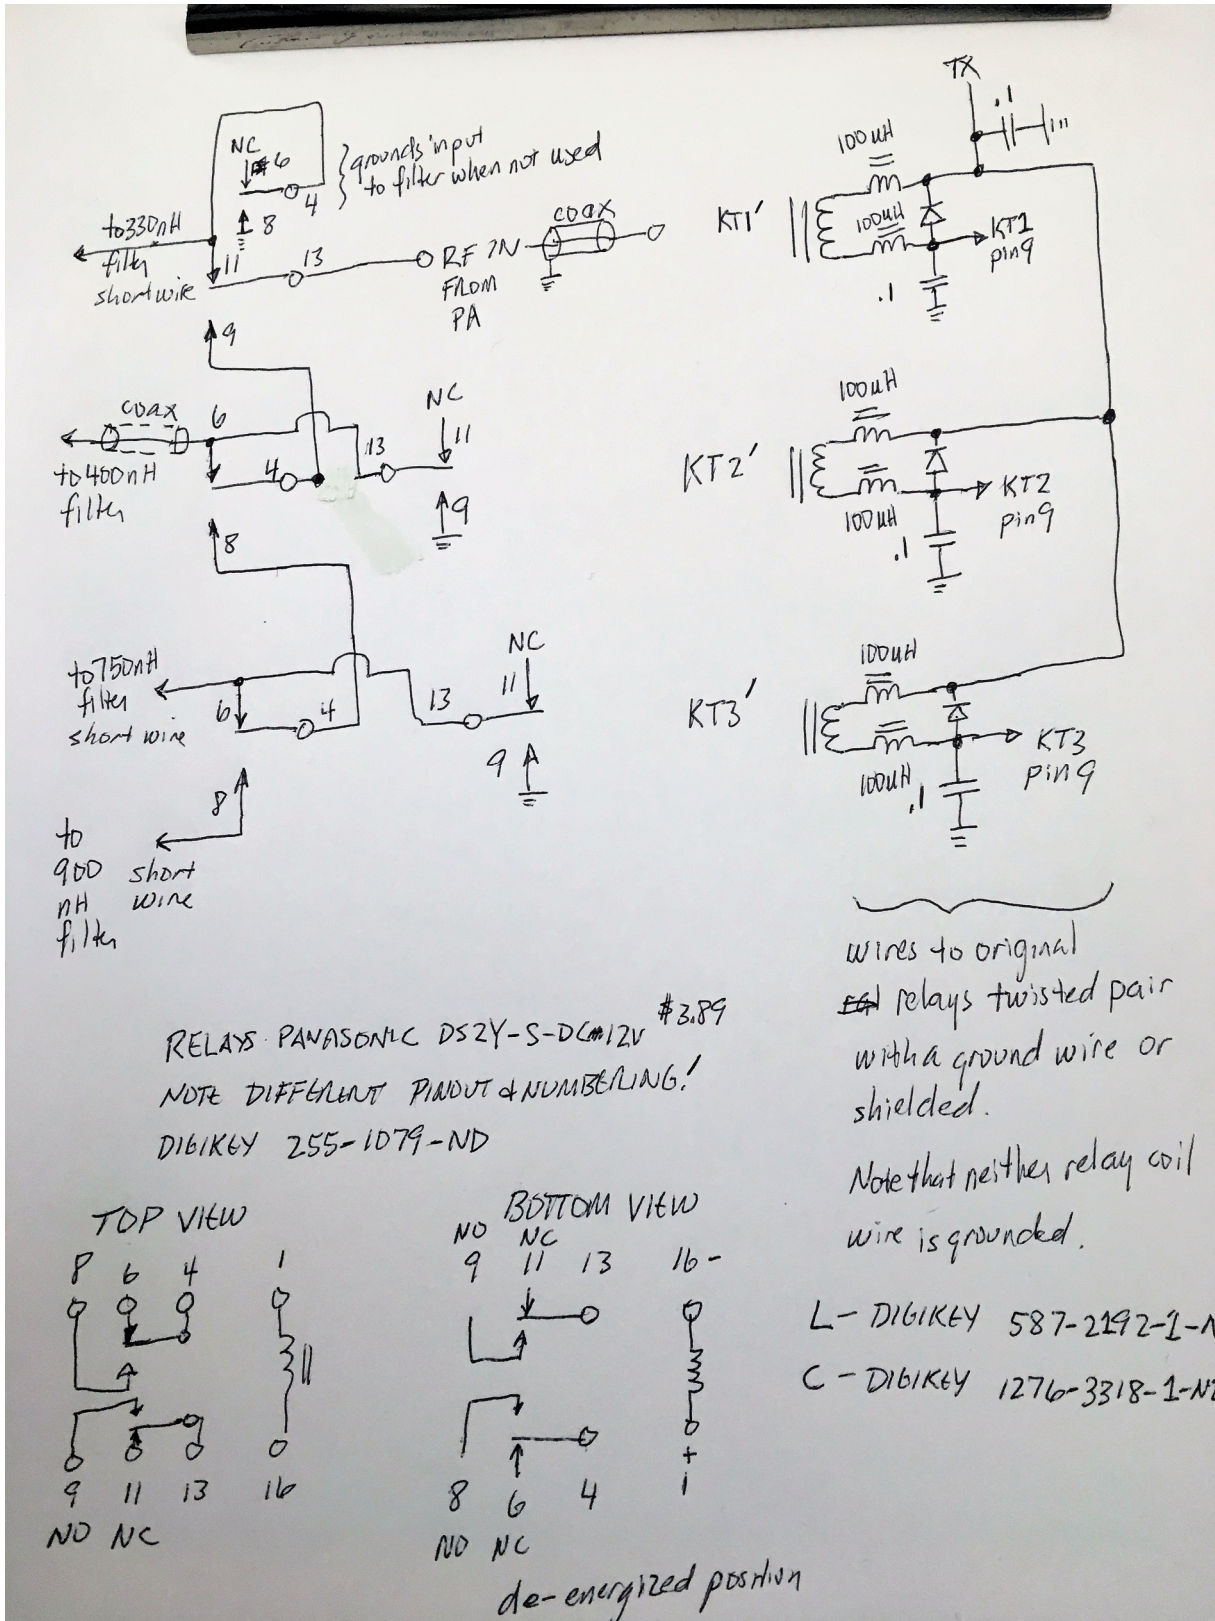 TX
.1
100uH
NC
6
grounds input
to filter when not used
4
8
KT1'
100uH
KT1
pin9
.1
to 330nH
filter
short wire
11
13
RF IN
FROM
PA
coax
9
coax
6
to 400nH
filter
4
13
NC
11
9
8
100uH
KT2'
KT2
pin9
100uH
.1
to 750nH
filter
short wire
6
4
13
NC
11
9
8
to
900
nH
filter
short
wire
100uH
KT3'
KT3
pin9
100uH
.1
wires to original
relays twisted pair
with a ground wire or
shielded.
Note that neither relay coil
wire is grounded.
RELAYS PANASONIC DS2Y-S-DC12V $3.89
NOTE DIFFERENT PINOUT & NUMBERING!
DIGIKEY 255-1079-ND
TOP VIEW
8 6 4 1
9 11 13 16
NO NC
BOTTOM VIEW
NO NC
9 11 13 16 -
+
8 6 4 1
NO NC
de-energized position
L - DIGIKEY 587-2192-1-N
C - DIGIKEY 1276-3318-1-N